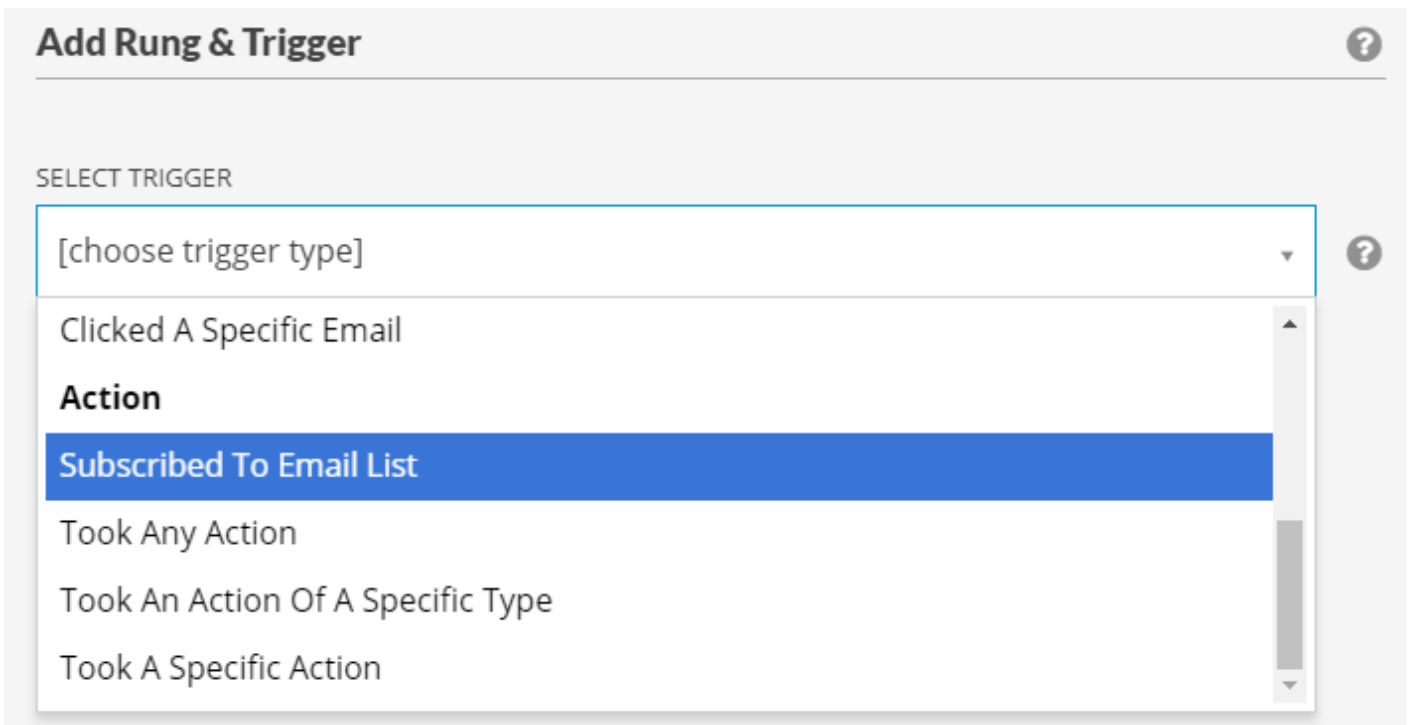 Add Rung & Trigger
SELECT TRIGGER
[choose trigger type]
Clicked A Specific Email
Action
Subscribed To Email List
Took Any Action
Took An Action Of A Specific Type
Took A Specific Action